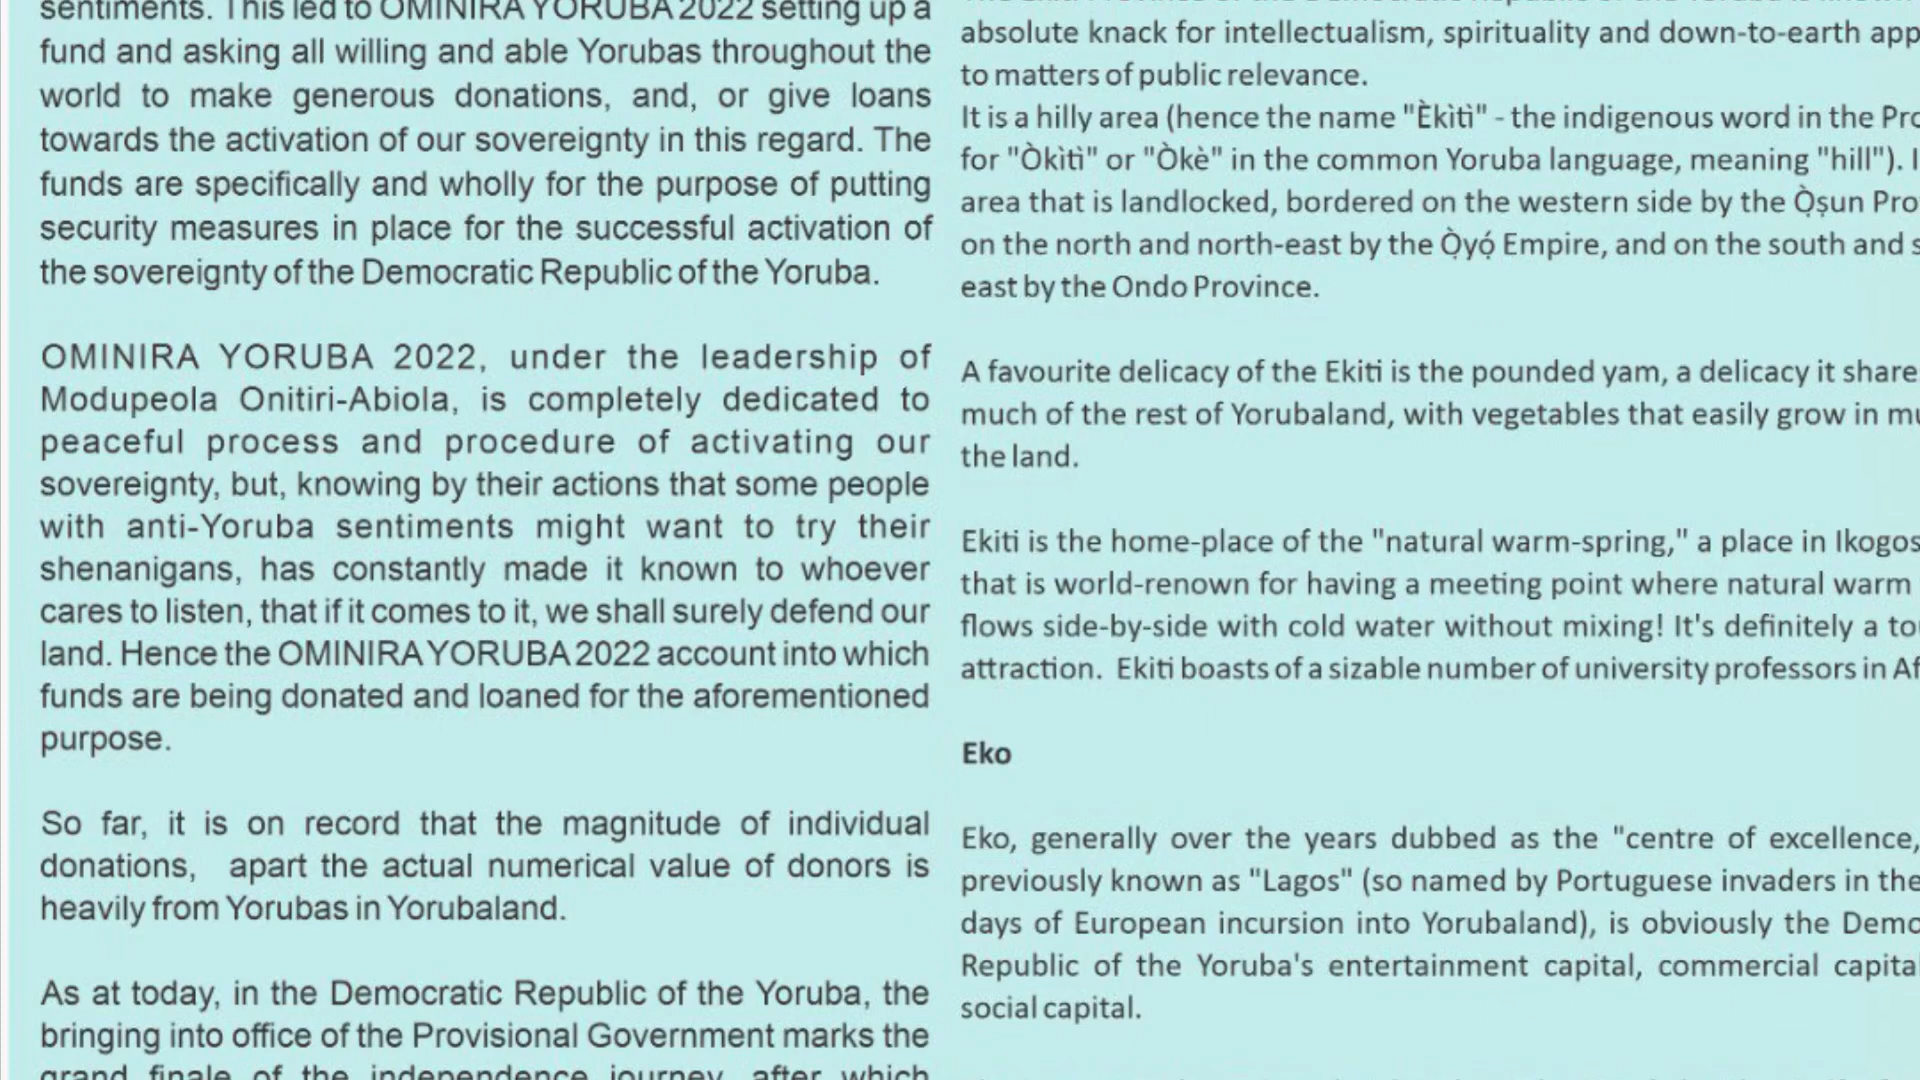 sentiments. This led to OMINIRA YORUBA 2022 setting up a
fund and asking all willing and able Yorubas throughout the
world to make generous donations, and, or give loans
towards the activation of our sovereignty in this regard. The
funds are specifically and wholly for the purpose of putting
security measures in place for the successful activation of
the sovereignty of the Democratic Republic of the Yoruba.
OMINIRA YORUBA 2022, under the leadership of
Modupeola Onitiri-Abiola, is completely dedicated to
peaceful process and procedure of activating our
sovereignty, but, knowing by their actions that some people
with anti-Yoruba sentiments might want to try their
shenanigans, has constantly made it known to whoever
cares to listen, that if it comes to it, we shall surely defend our
land. Hence the OMINIRA YORUBA 2022 account into which
funds are being donated and loaned for the aforementioned
purpose.
So far, it is on record that the magnitude of individual
donations, apart the actual numerical value of donors is
heavily from Yorubas in Yorubaland.
As at today, in the Democratic Republic of the Yoruba, the
bringing into office of the Provisional Government marks the
grand finale of the independence journey, after which
absolute knack for intellectualism, spirituality and down-to-earth app
to matters of public relevance.
It is a hilly area (hence the name "Èkìtì" - the indigenous word in the Pro
for "Òkìtì" or "Òkè" in the common Yoruba language, meaning "hill"). I
area that is landlocked, bordered on the western side by the Ọ̀ṣun Pro
on the north and north-east by the Ọ̀yọ́ Empire, and on the south and s
east by the Ondo Province.
A favourite delicacy of the Ekiti is the pounded yam, a delicacy it share
much of the rest of Yorubaland, with vegetables that easily grow in mu
the land.
Ekiti is the home-place of the "natural warm-spring," a place in Ikogos
that is world-renown for having a meeting point where natural warm
flows side-by-side with cold water without mixing! It's definitely a to
attraction. Ekiti boasts of a sizable number of university professors in Af
Eko
Eko, generally over the years dubbed as the "centre of excellence,
previously known as "Lagos" (so named by Portuguese invaders in the
days of European incursion into Yorubaland), is obviously the Demo
Republic of the Yoruba's entertainment capital, commercial capital
social capital.